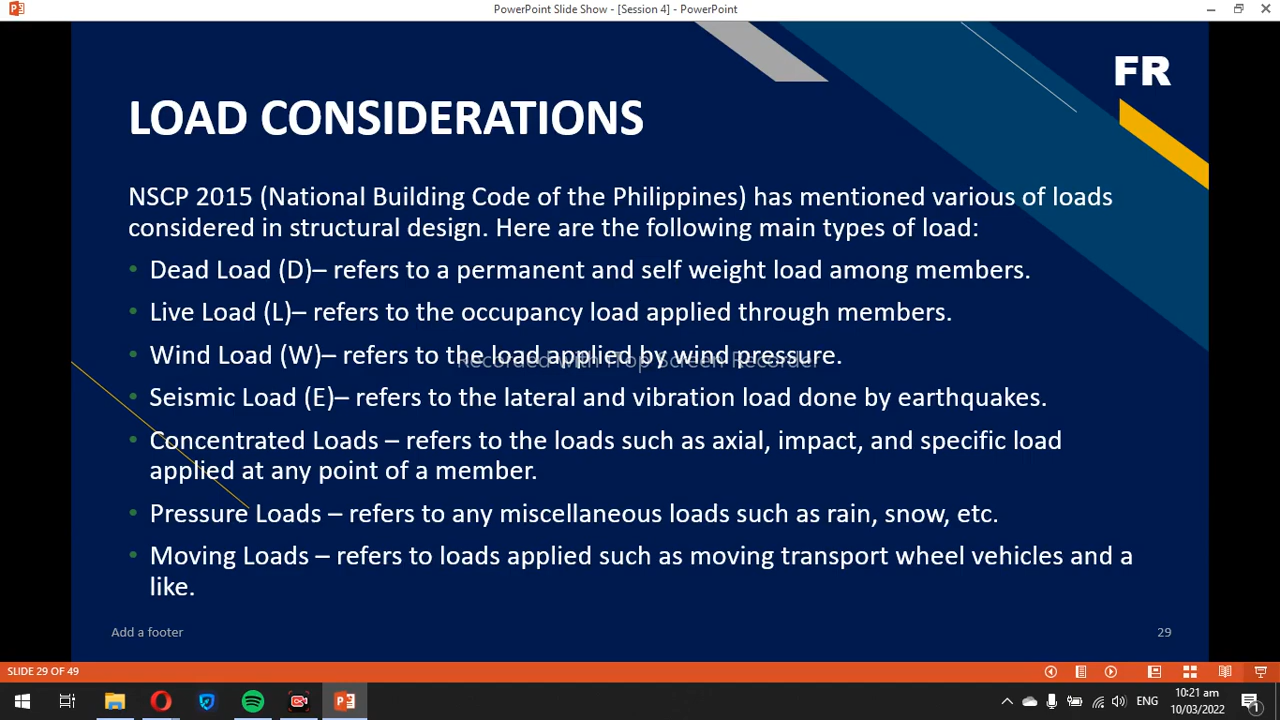 PowerPoint Slide Show - [Session 4] - PowerPoint
FR
LOAD CONSIDERATIONS
NSCP 2015 (National Building Code of the Philippines) has mentioned various of loads
considered in structural design. Here are the following main types of load:
• Dead Load (D)– refers to a permanent and self weight load among members.
• Live Load (L)– refers to the occupancy load applied through members.
• Wind Load (W)– refers to the load applied by wind pressure.
Recorded with iTop Screen Recorder
• Seismic Load (E)– refers to the lateral and vibration load done by earthquakes.
• Concentrated Loads – refers to the loads such as axial, impact, and specific load
applied at any point of a member.
• Pressure Loads – refers to any miscellaneous loads such as rain, snow, etc.
• Moving Loads – refers to loads applied such as moving transport wheel vehicles and a
like.
Add a footer
29
SLIDE 29 OF 49
ENG
10:21 am
10/03/2022
1